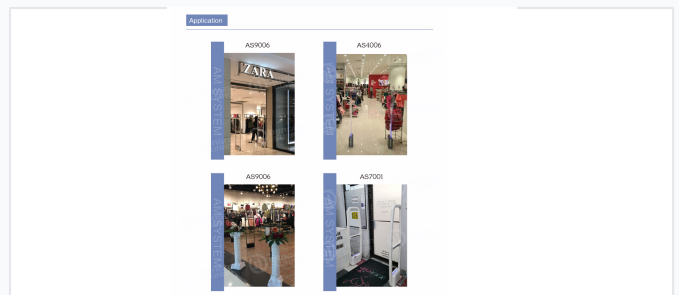 Application
AS9006
AS4006
AM SYSTEM
ZARA
AM SYSTEM
AS9006
AS7001
AM SYSTEM
AM SYSTEM